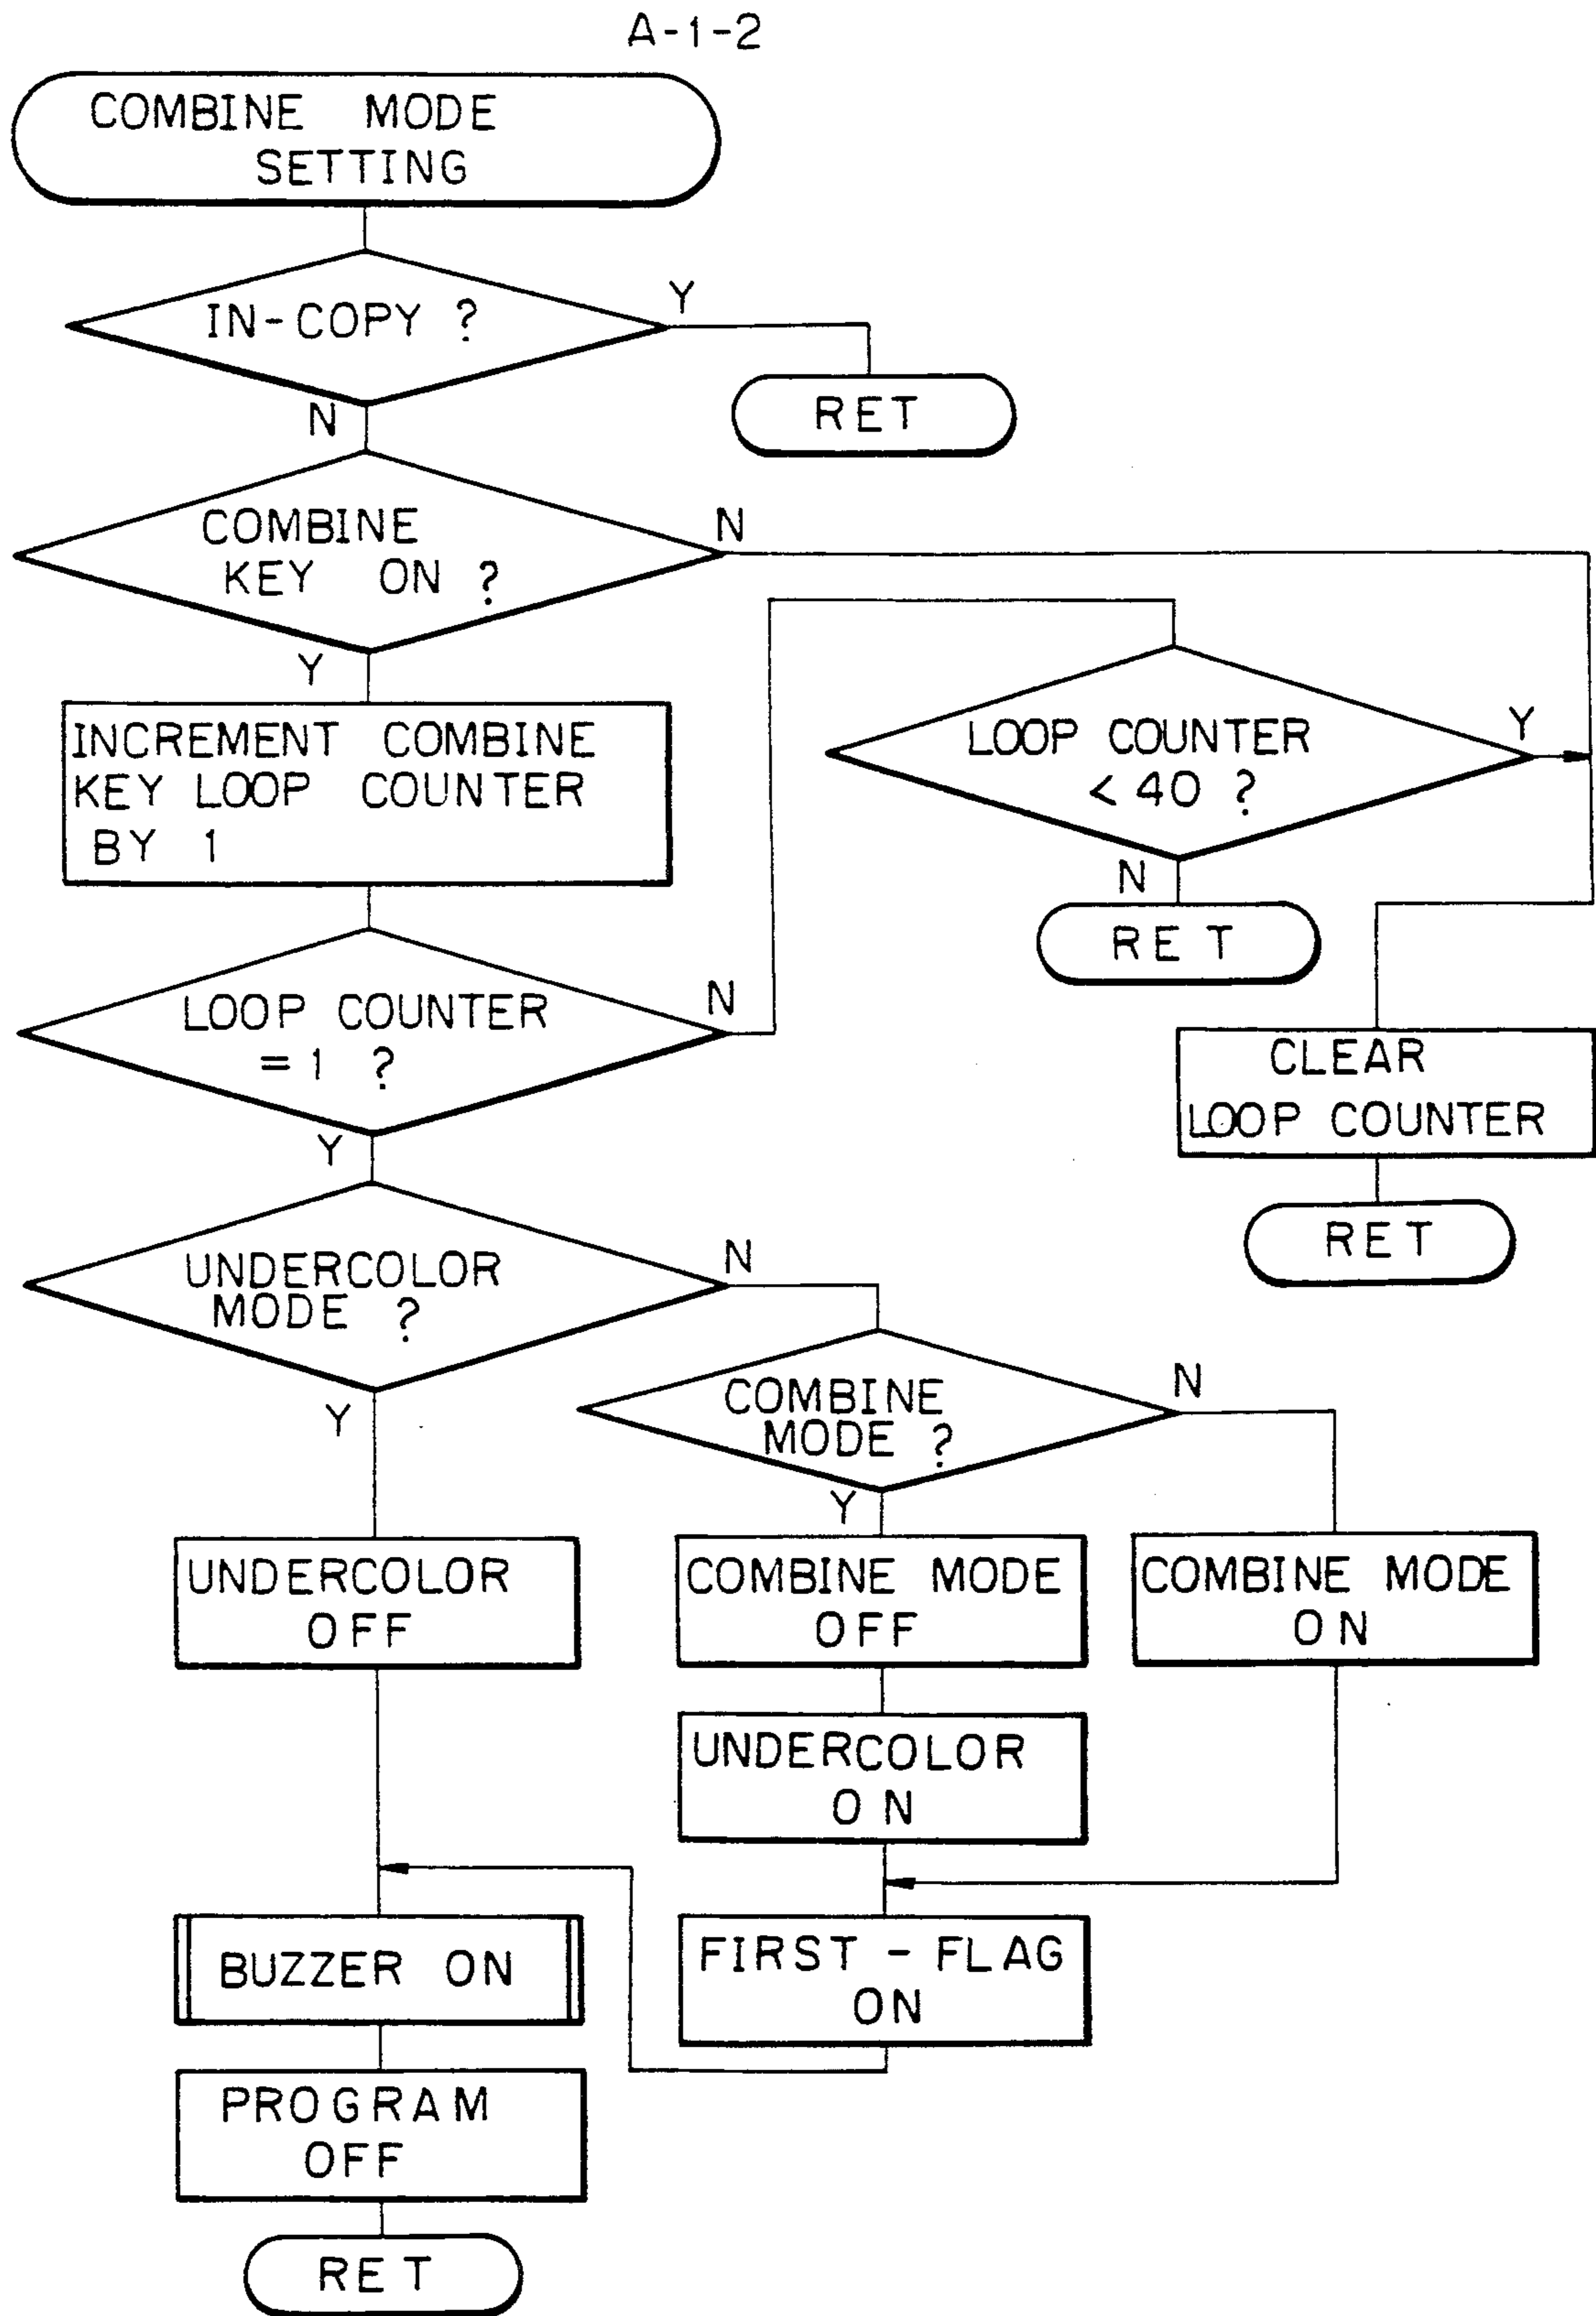 A-1-2
COMBINE MODE
SETTING
IN-COPY ?
Y
RET
N
COMBINE
KEY ON ?
N
Y
INCREMENT COMBINE
KEY LOOP COUNTER
BY 1
LOOP COUNTER
< 40 ?
Y
N
RET
LOOP COUNTER
= 1 ?
N
Y
CLEAR
LOOP COUNTER
RET
UNDERCOLOR
MODE ?
N
Y
COMBINE
MODE ?
N
Y
UNDERCOLOR
OFF
COMBINE MODE
OFF
COMBINE MODE
ON
UNDERCOLOR
ON
BUZZER ON
FIRST - FLAG
ON
PROGRAM
OFF
RET